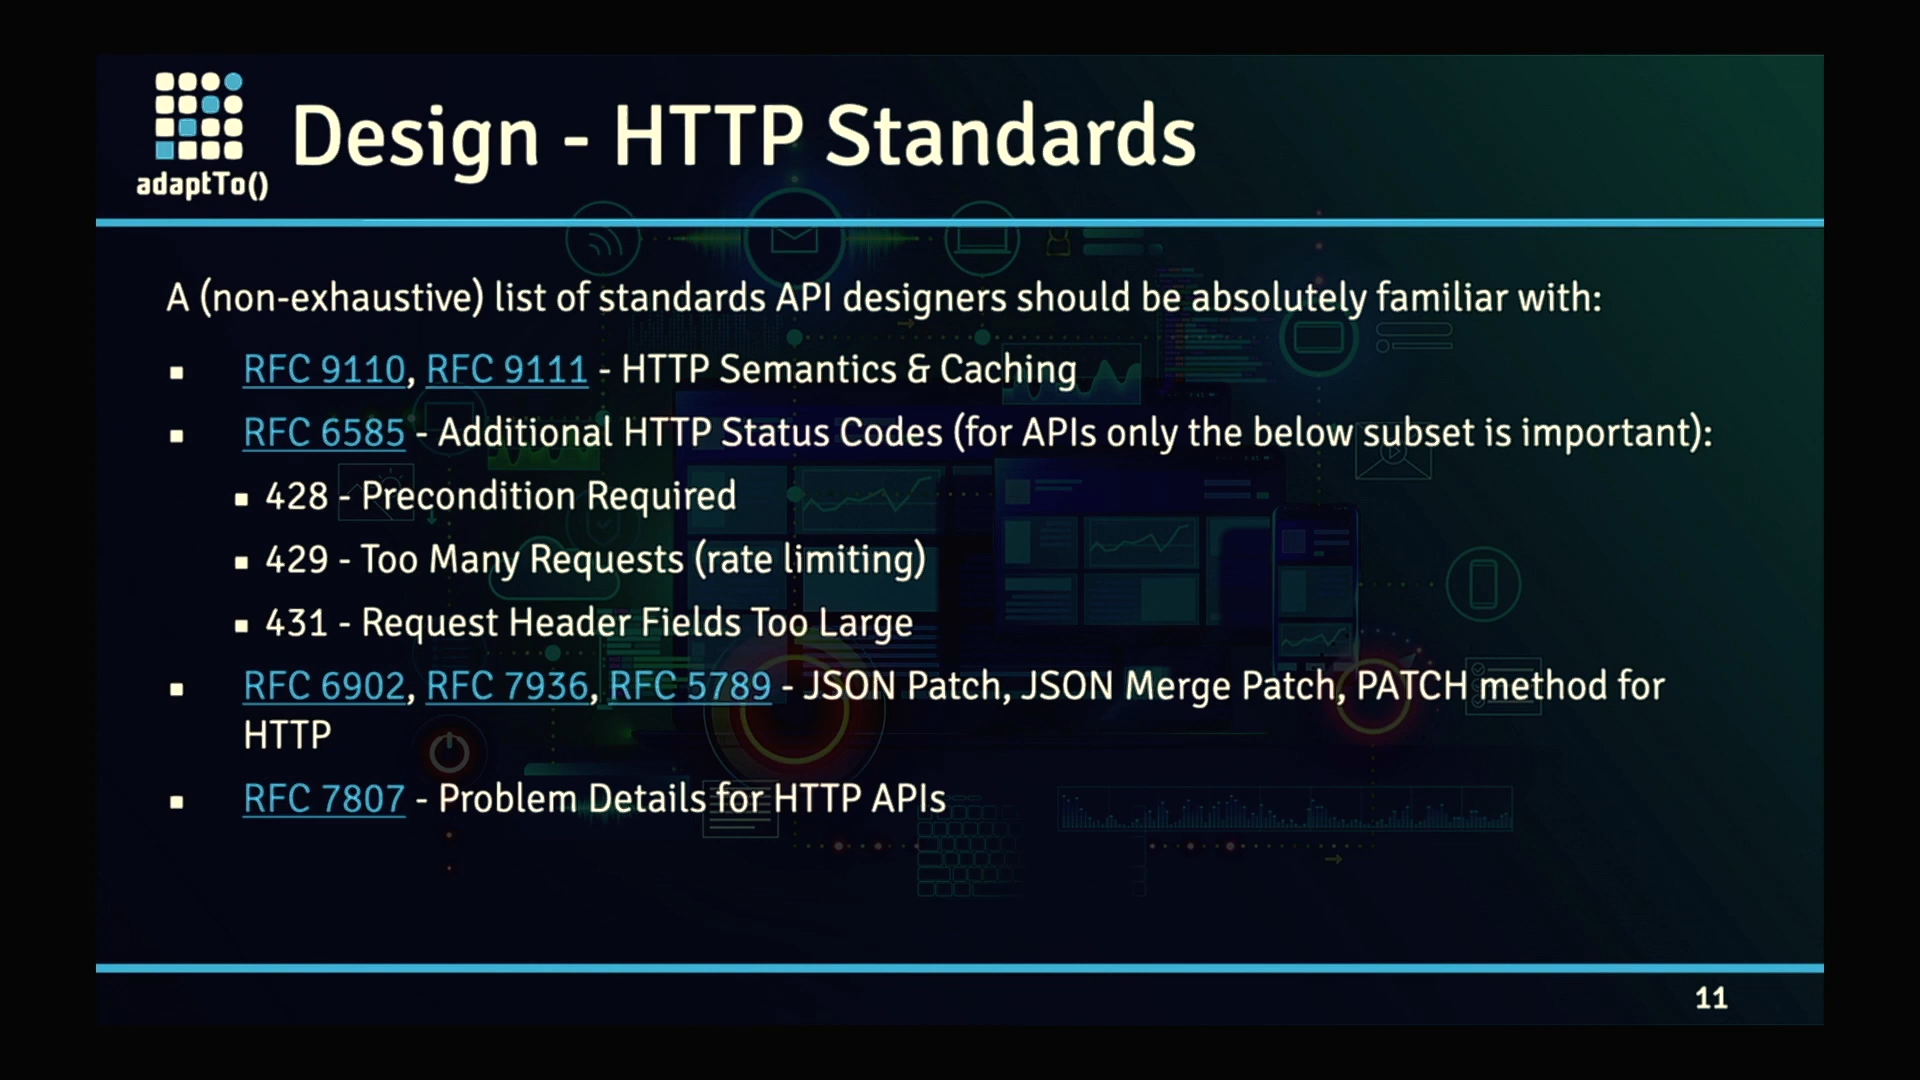 adaptTo()
Design - HTTP Standards
A (non-exhaustive) list of standards API designers should be absolutely familiar with:
▪ RFC 9110, RFC 9111 - HTTP Semantics & Caching
▪ RFC 6585 - Additional HTTP Status Codes (for APIs only the below subset is important):
▪ 428 - Precondition Required
▪ 429 - Too Many Requests (rate limiting)
▪ 431 - Request Header Fields Too Large
▪ RFC 6902, RFC 7936, RFC 5789 - JSON Patch, JSON Merge Patch, PATCH method for
HTTP
▪ RFC 7807 - Problem Details for HTTP APIs
11